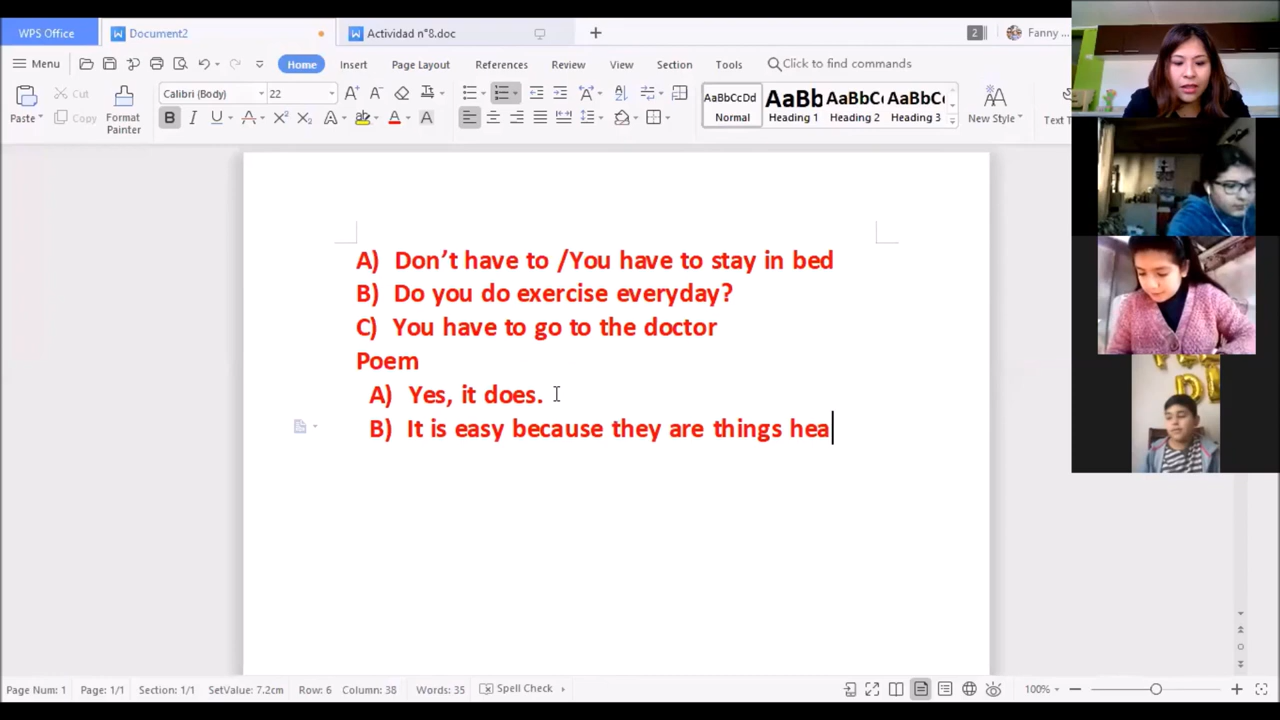 WPS Office
Document2
Actividad n°8.doc
2
Fanny ...
Menu
Home
Insert
Page Layout
References
Review
View
Section
Tools
Click to find commands
Cut
Calibri (Body)
22
AaBbCcDd
AaBb
AaBbC
AaBbC
Paste
Copy
Format
Painter
Normal
Heading 1
Heading 2
Heading 3
New Style
Text T
A) Don't have to /You have to stay in bed
B) Do you do exercise everyday?
C) You have to go to the doctor
Poem
A) Yes, it does.
B) It is easy because they are things hea
Page Num: 1
Page: 1/1
Section: 1/1
SetValue: 7.2cm
Row: 6
Column: 38
Words: 35
Spell Check
100%